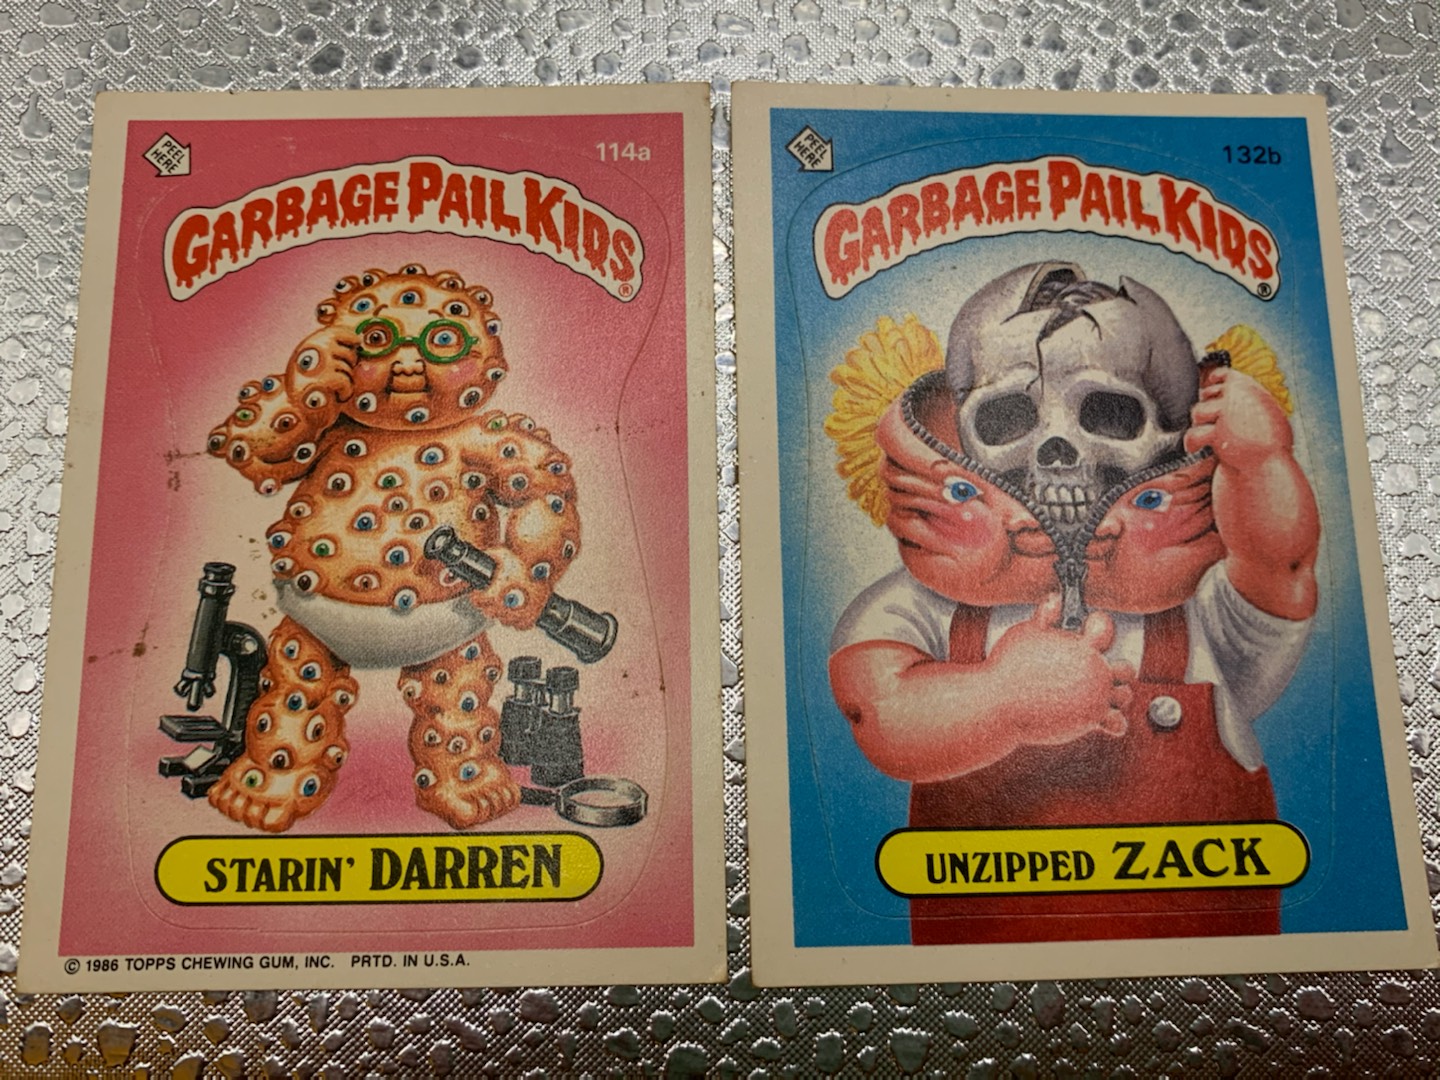 PEEL HERE
114a
GARBAGE PAIL KIDS®
STARIN' DARREN
© 1986 TOPPS CHEWING GUM, INC. PRTD. IN U.S.A.
PEEL HERE
132b
GARBAGE PAIL KIDS®
UNZIPPED ZACK